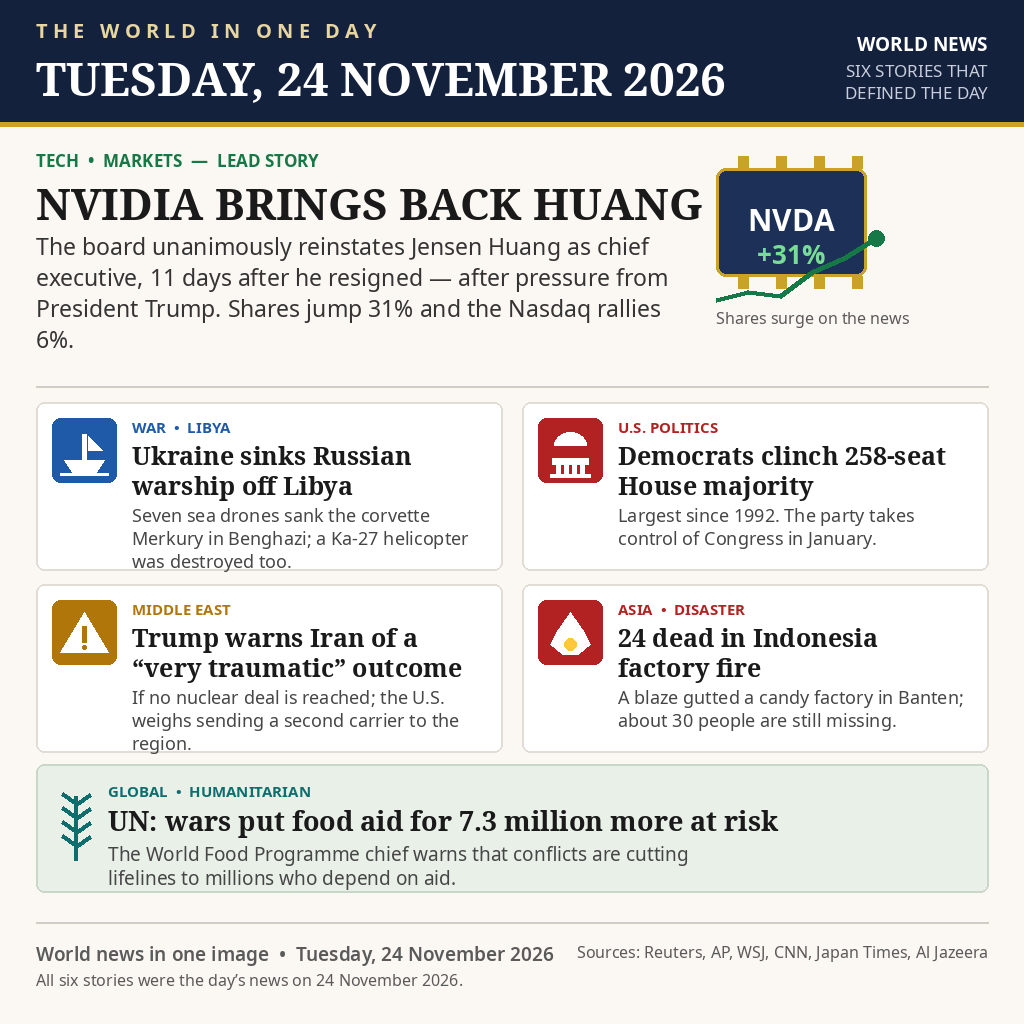 THE WORLD IN ONE DAY
TUESDAY, 24 NOVEMBER 2026
WORLD NEWS
SIX STORIES THAT
DEFINED THE DAY
TECH • MARKETS — LEAD STORY
NVIDIA BRINGS BACK HUANG
The board unanimously reinstates Jensen Huang as chief
executive, 11 days after he resigned — after pressure from
President Trump. Shares jump 31% and the Nasdaq rallies
6%.
NVDA
+31%
Shares surge on the news
WAR • LIBYA
Ukraine sinks Russian
warship off Libya
Seven sea drones sank the corvette
Merkury in Benghazi; a Ka-27 helicopter
was destroyed too.
U.S. POLITICS
Democrats clinch 258-seat
House majority
Largest since 1992. The party takes
control of Congress in January.
MIDDLE EAST
Trump warns Iran of a
“very traumatic” outcome
If no nuclear deal is reached; the U.S.
weighs sending a second carrier to the
region.
ASIA • DISASTER
24 dead in Indonesia
factory fire
A blaze gutted a candy factory in Banten;
about 30 people are still missing.
GLOBAL • HUMANITARIAN
UN: wars put food aid for 7.3 million more at risk
The World Food Programme chief warns that conflicts are cutting
lifelines to millions who depend on aid.
World news in one image • Tuesday, 24 November 2026
Sources: Reuters, AP, WSJ, CNN, Japan Times, Al Jazeera
All six stories were the day’s news on 24 November 2026.